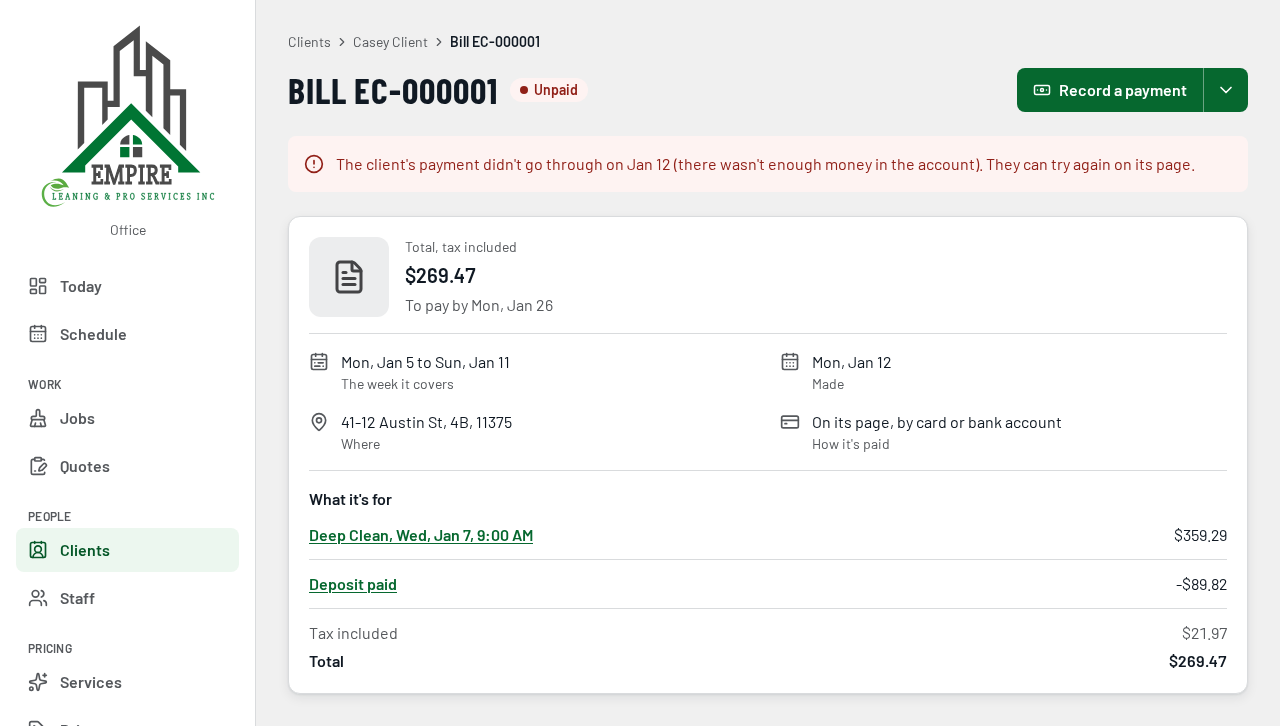 EMPIRE
LEANING & PRO SERVICES INC
Office
Today
Schedule
WORK
Jobs
Quotes
PEOPLE
Clients
Staff
PRICING
Services
Clients > Casey Client > Bill EC-000001
BILL EC-000001
Unpaid
Record a payment
The client's payment didn't go through on Jan 12 (there wasn't enough money in the account). They can try again on its page.
Total, tax included
$269.47
To pay by Mon, Jan 26
Mon, Jan 5 to Sun, Jan 11
The week it covers
Mon, Jan 12
Made
41-12 Austin St, 4B, 11375
Where
On its page, by card or bank account
How it's paid
What it's for
Deep Clean, Wed, Jan 7, 9:00 AM $359.29
Deposit paid -$89.82
Tax included $21.97
Total $269.47